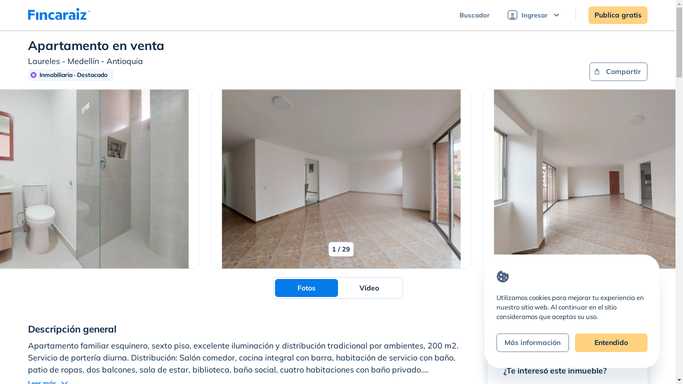 Fincaraiz
Buscador
Ingresar
Publica gratis
Apartamento en venta
Laureles - Medellín - Antioquia
Inmobiliaria · Destacado
Compartir
1 / 29
Fotos
Video
Utilizamos cookies para mejorar tu experiencia en
nuestro sitio web. Al continuar en el sitio
consideramos que aceptas su uso.
Más información
Entendido
Descripción general
Apartamento familiar esquinero, sexto piso, excelente iluminación y distribución tradicional por ambientes, 200 m2.
Servicio de portería diurna. Distribución: Salón comedor, cocina integral con barra, habitación de servicio con baño,
patio de ropas, dos balcones, sala de estar, biblioteca, baño social, cuatro habitaciones con baño privado....
Leer más
¿Te interesó este inmueble?